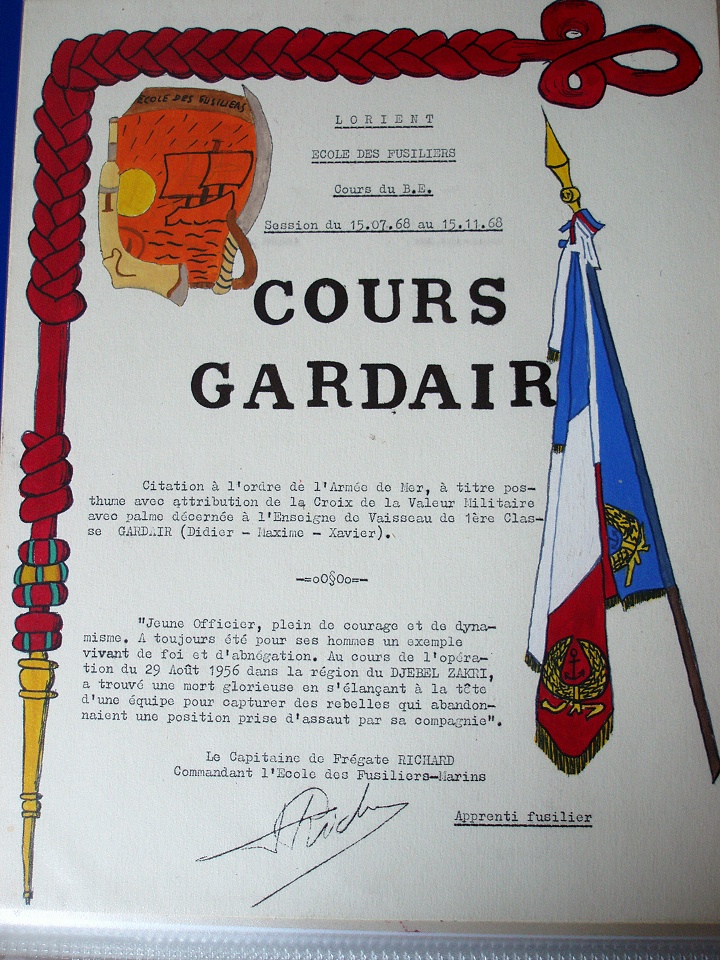 ECOLE DES FUSILIERS
LORIENT
ECOLE DES FUSILIERS
Cours du B.E.
Session du 15.07.68 au 15.11.68
COURS
GARDAIR
Citation à l'ordre de l'Armée de Mer, à titre pos-
thume avec attribution de la Croix de la Valeur Militaire
avec palme décernée à l'Enseigne de Vaisseau de 1ère Clas-
se GARDAIR (Didier - Maxime - Xavier).
-=oO§Oo=-
"Jeune Officier, plein de courage et de dyna-
misme. A toujours été pour ses hommes un exemple
vivant de foi et d'abnégation. Au cours de l'opéra-
tion du 29 Août 1956 dans la région du DJEBEL ZAKRI,
a trouvé une mort glorieuse en s'élançant à la tête
d'une équipe pour capturer des rebelles qui abandon-
naient une position prise d'assaut par sa compagnie".
Le Capitaine de Frégate RICHARD
Commandant l'Ecole des Fusiliers-Marins
Apprenti fusilier